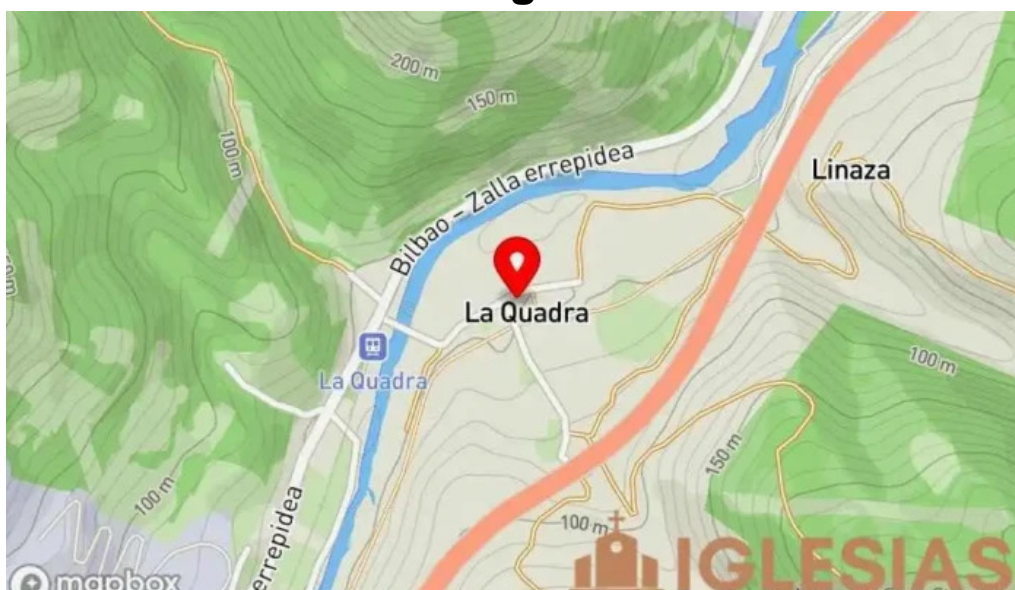 200 m
150 m
100 m
Bilbao – Zalla errepidea
Linaza
La Quadra
La Quadra
100 m
150 m
100 m
100 m
errepidea
mapbox
IGLESIAS